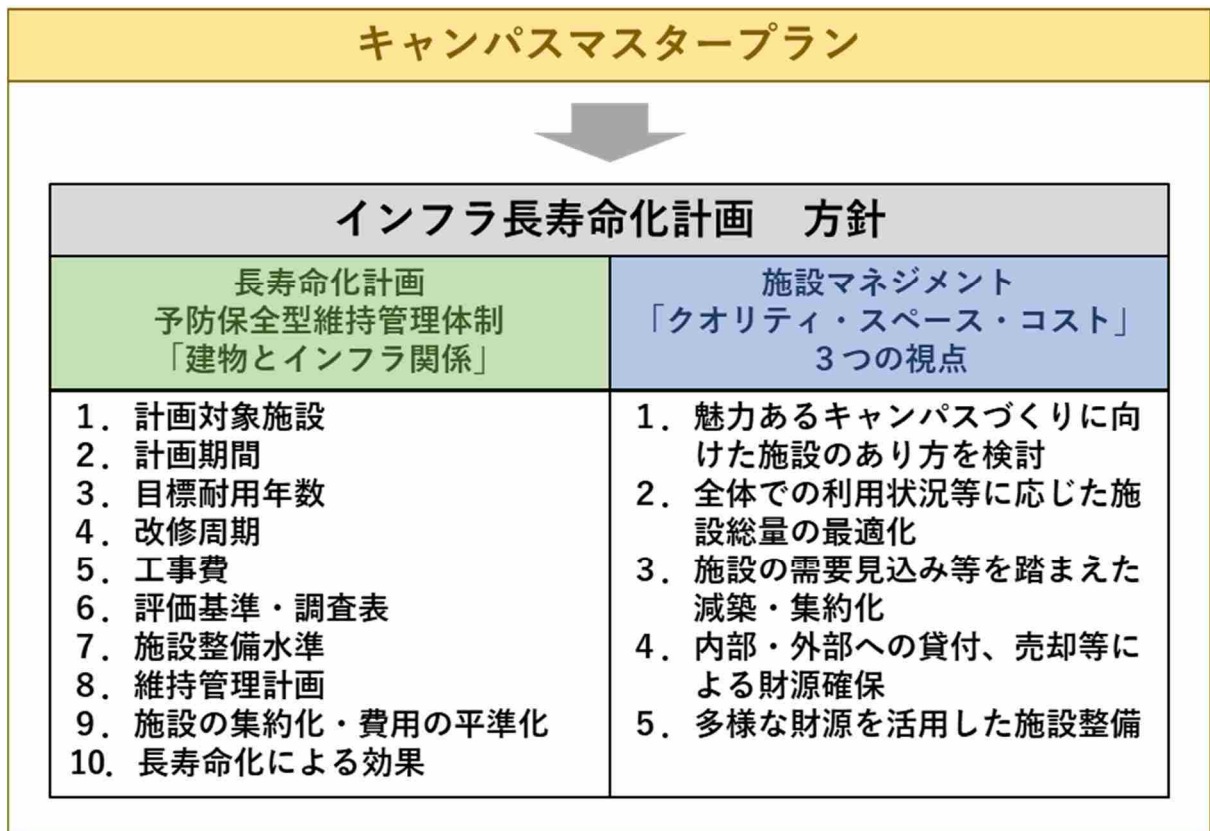 キャンパスマスタープラン
インフラ長寿命化計画　方針
長寿命化計画
予防保全型維持管理体制
「建物とインフラ関係」
1．計画対象施設
2．計画期間
3．目標耐用年数
4．改修周期
5．工事費
6．評価基準・調査表
7．施設整備水準
8．維持管理計画
9．施設の集約化・費用の平準化
10．長寿命化による効果
施設マネジメント
「クオリティ・スペース・コスト」
３つの視点
1．魅力あるキャンパスづくりに向
けた施設のあり方を検討
2．全体での利用状況等に応じた施
設総量の最適化
3．施設の需要見込み等を踏まえた
減築・集約化
4．内部・外部への貸付、売却等に
よる財源確保
5．多様な財源を活用した施設整備